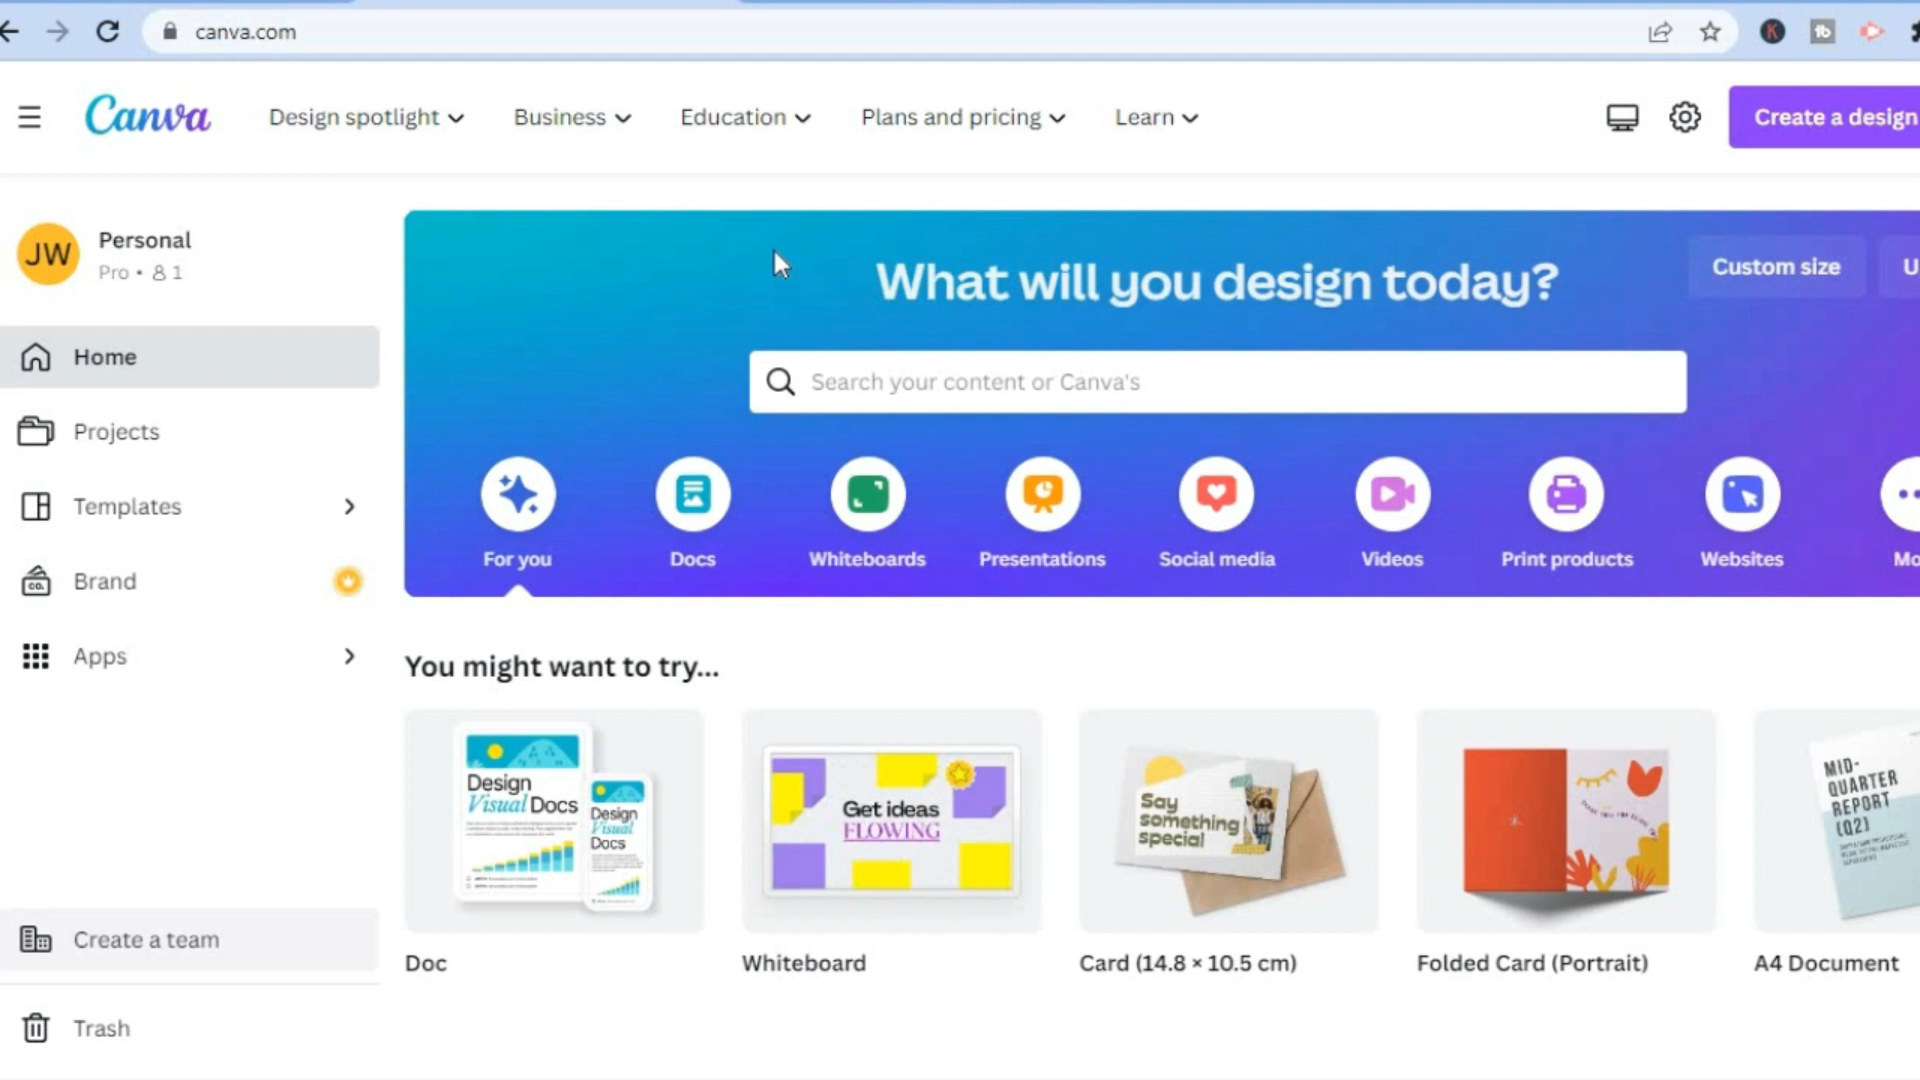 canva.com
Canva
Design spotlight
Business
Education
Plans and pricing
Learn
Create a design
JW
Personal
Pro • 1
Home
Projects
Templates
Brand
CO.
Apps
Create a team
Trash
What will you design today?
Custom size
Search your content or Canva's
For you
Docs
Whiteboards
Presentations
Social media
Videos
Print products
Websites
You might want to try...
Design
Visual Docs
Design
Visual
Docs
Get ideas
FLOWING
Say
something
special
MID-
QUARTER
REPORT
(Q2)
Doc
Whiteboard
Card (14.8 × 10.5 cm)
Folded Card (Portrait)
A4 Document